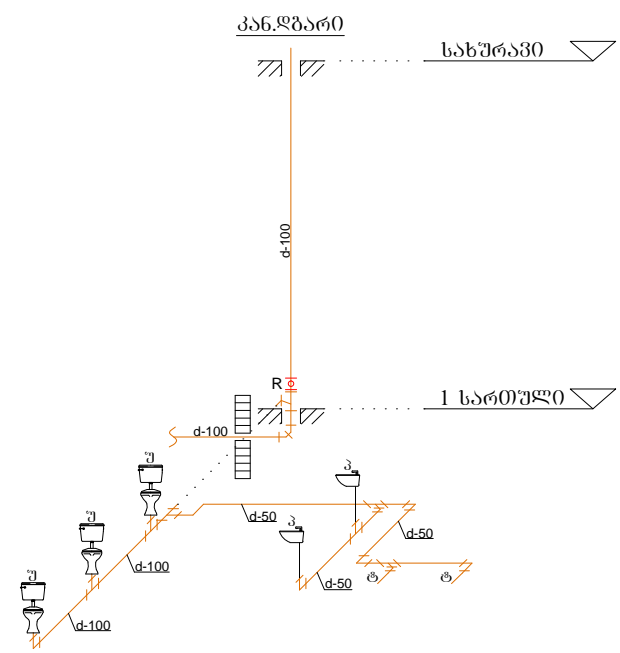 კან.დგარი
სახურავი
d-100
R
1 სართული
d-100
უ
პ
უ
d-50
პ
d-50
d-100
ტ
ტ
უ
d-50
d-100